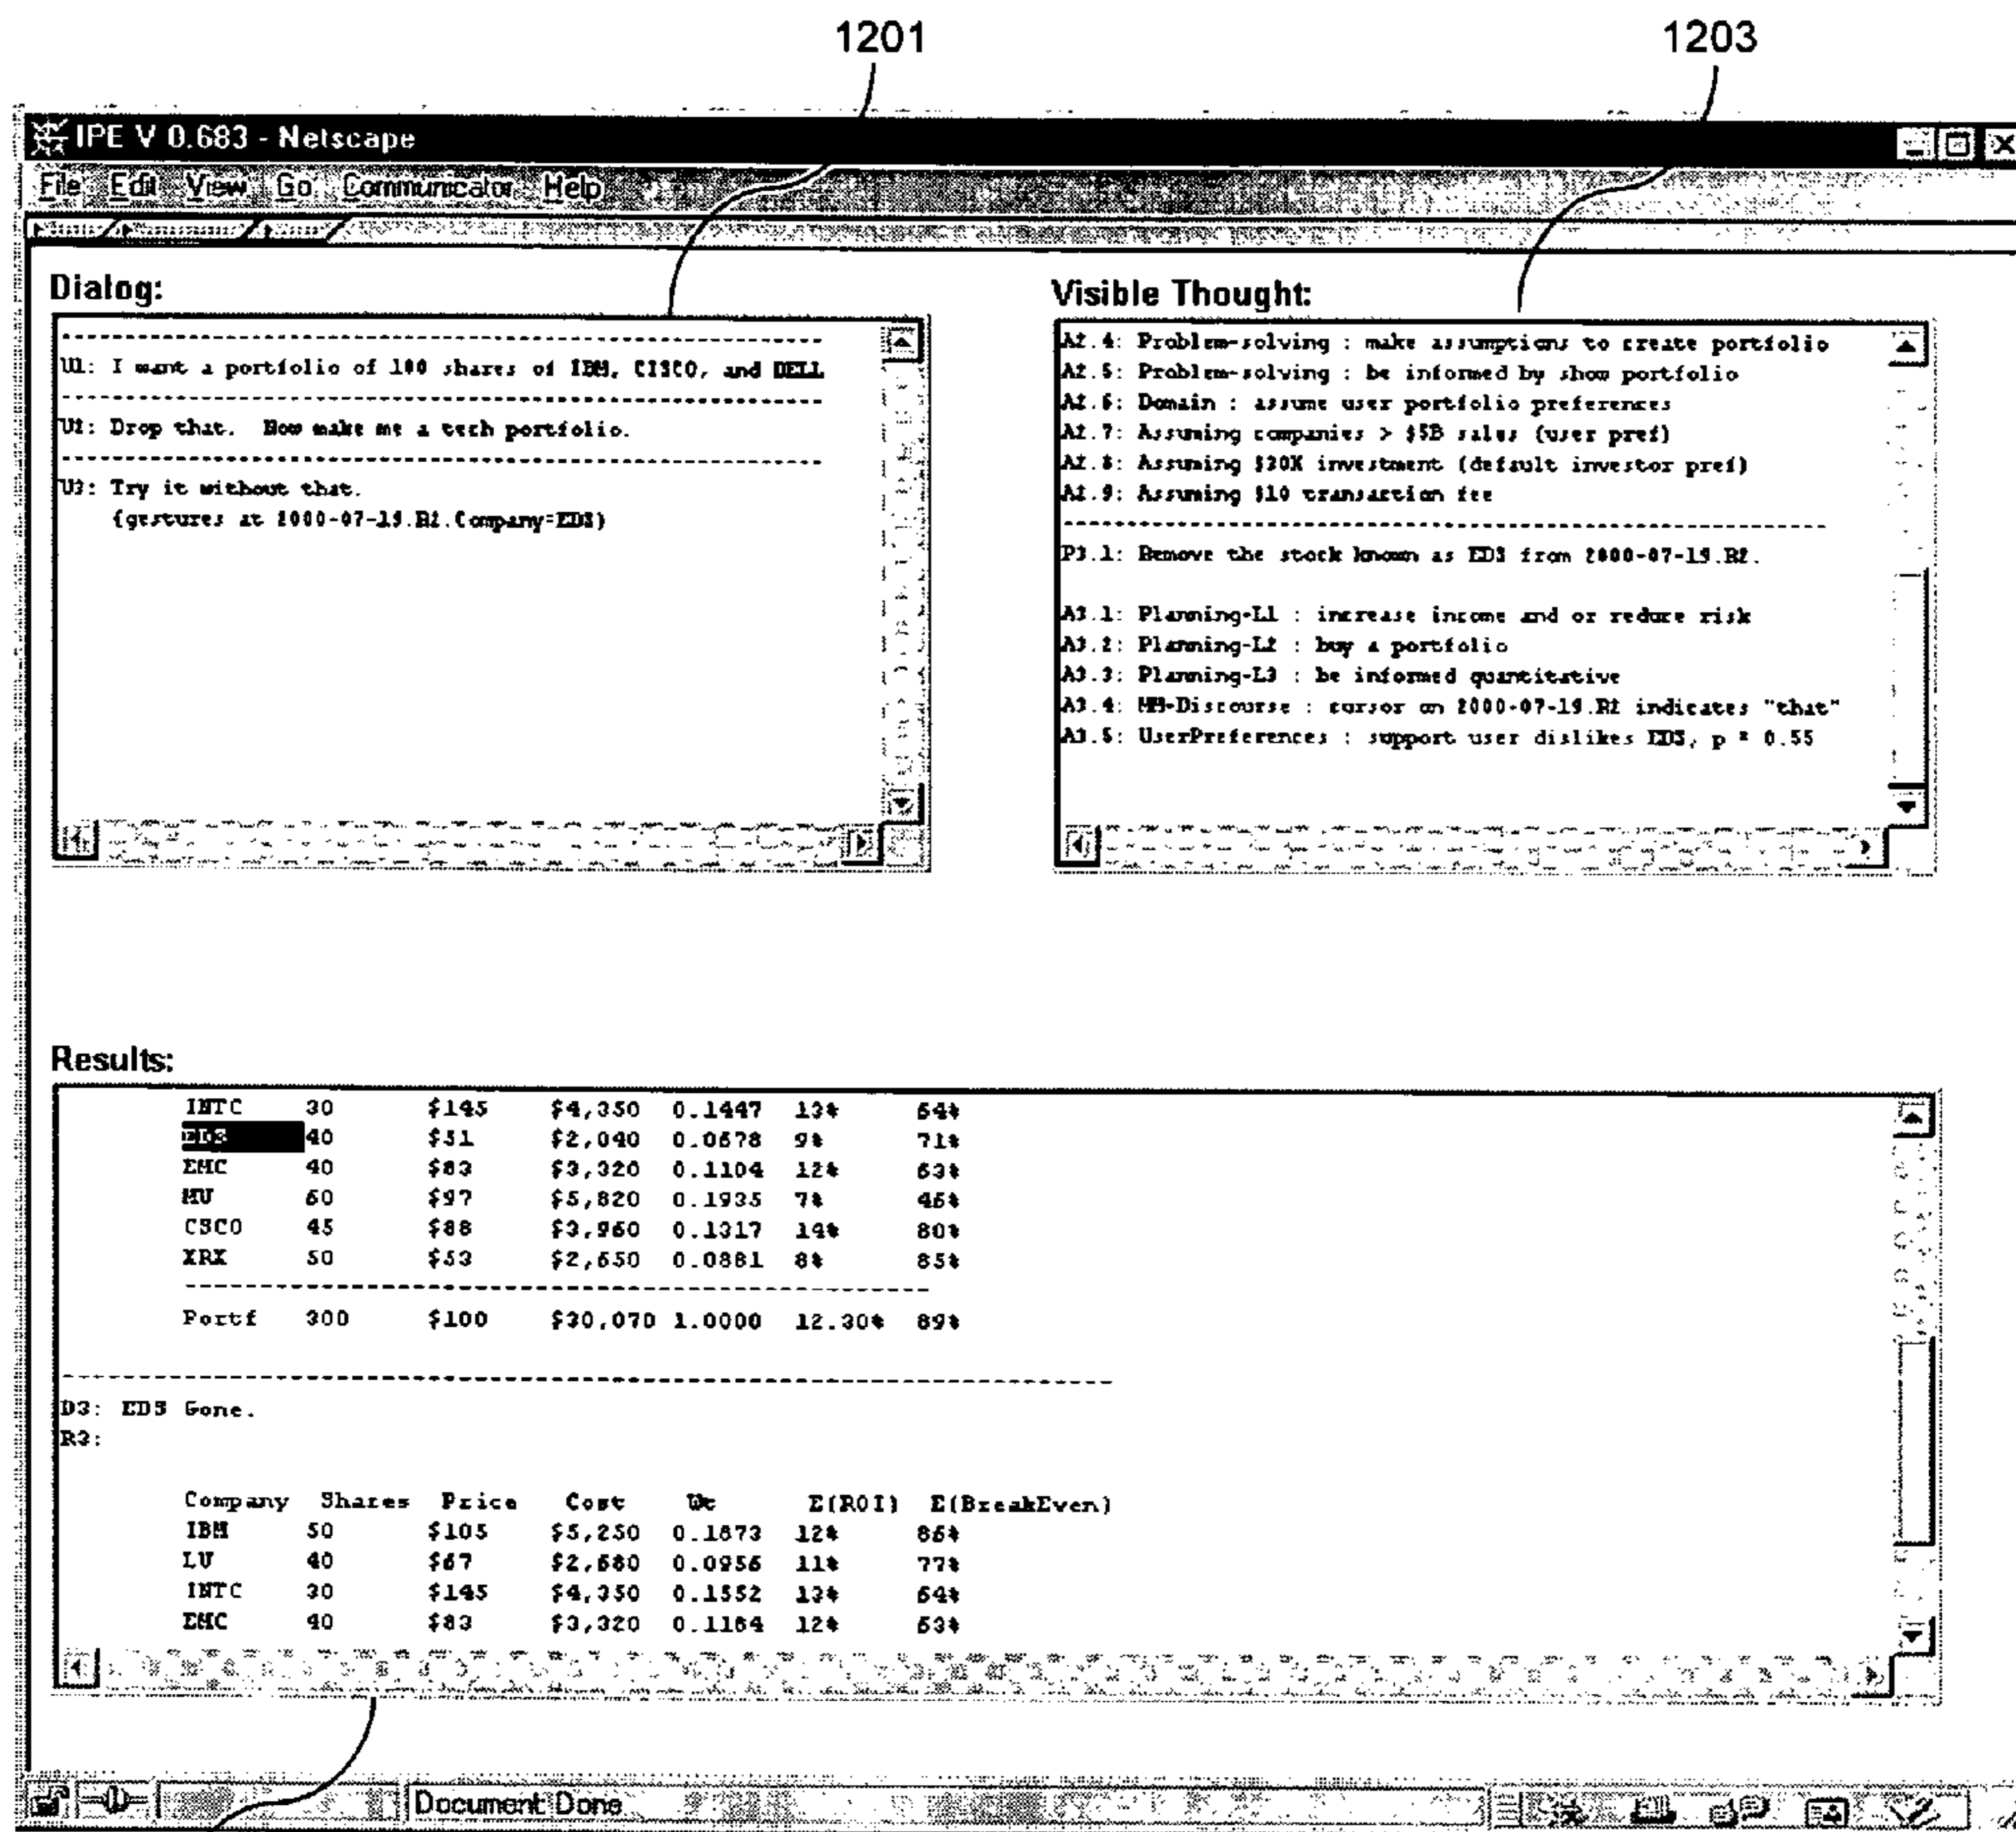 1201
1203
IPE V 0.683 - Netscape
File Edit View Go Communicator Help
Dialog:
U1: I want a portfolio of 100 shares of IBM, CISCO, and DELL
U2: Drop that. Now make me a tech portfolio.
U3: Try it without that.
(gestures at 2000-07-19.R2.Company=EDS)
Visible Thought:
A2.4: Problem-solving : make assumptions to create portfolio
A2.5: Problem-solving : be informed by show portfolio
A2.6: Domain : assume user portfolio preferences
A2.7: Assuming companies > $5B sales (user pref)
A2.8: Assuming $30K investment (default investor pref)
A2.9: Assuming $10 transaction fee
P3.1: Remove the stock known as EDS from 2000-07-19.R2.
A3.1: Planning-L1 : increase income and or reduce risk
A3.2: Planning-L2 : buy a portfolio
A3.3: Planning-L3 : be informed quantitative
A3.4: MM-Discourse : cursor on 2000-07-19.R2 indicates "that"
A3.5: UserPreferences : support user dislikes EDS, p = 0.55
Results:
INTC 30 $145 $4,350 0.1447 13% 64%
EDS 40 $51 $2,040 0.0678 9% 71%
EMC 40 $83 $3,320 0.1104 12% 63%
MU 60 $97 $5,820 0.1935 7% 46%
CSCO 45 $88 $3,960 0.1317 14% 80%
XRX 50 $53 $2,650 0.0881 8% 85%
Portf 300 $100 $30,070 1.0000 12.30% 89%
D3: EDS Gone.
R3:
Company Shares Price Cost Wt E(ROI) E(BreakEven)
IBM 50 $105 $5,250 0.1873 12% 86%
LU 40 $67 $2,680 0.0956 11% 77%
INTC 30 $145 $4,350 0.1552 13% 64%
EMC 40 $83 $3,320 0.1184 12% 63%
Document: Done